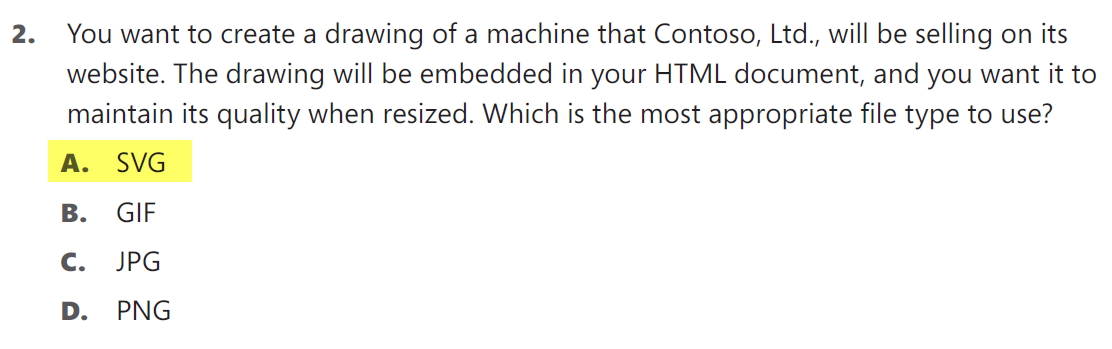 2. You want to create a drawing of a machine that Contoso, Ltd., will be selling on its
website. The drawing will be embedded in your HTML document, and you want it to
maintain its quality when resized. Which is the most appropriate file type to use?
A. SVG
B. GIF
C. JPG
D. PNG